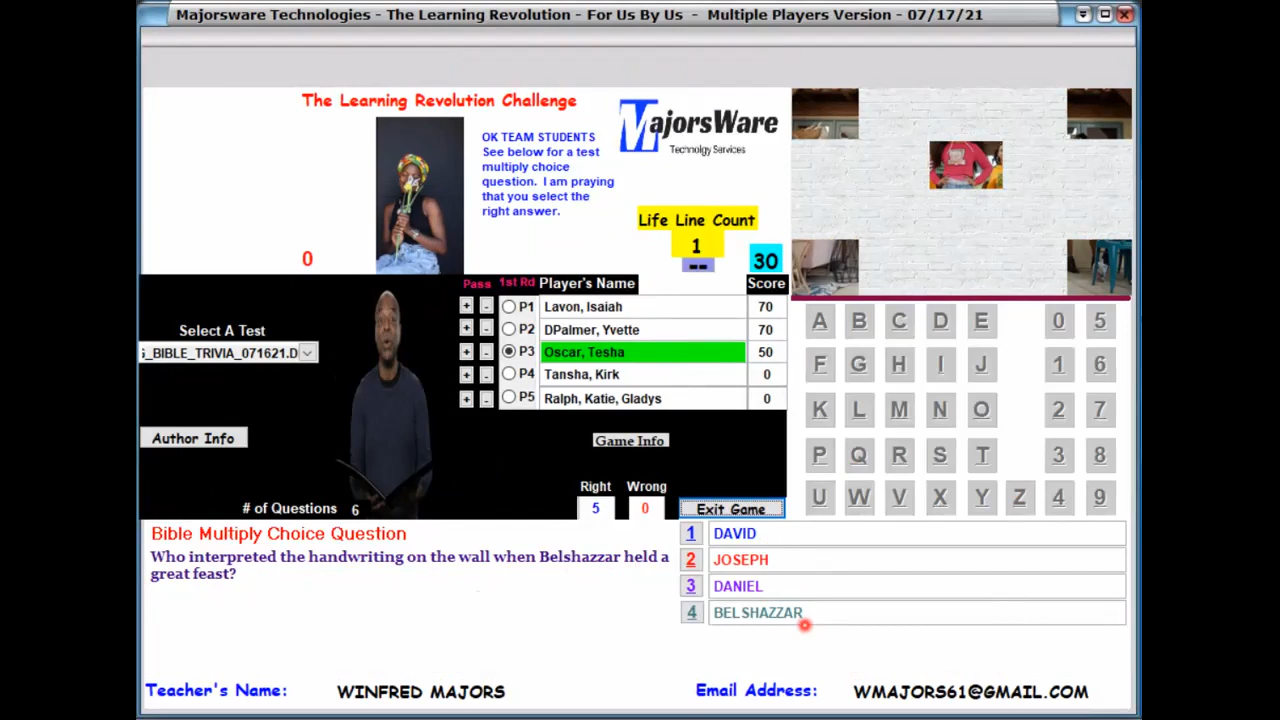 Majorsware Technologies - The Learning Revolution - For Us By Us - Multiple Players Version - 07/17/21
The Learning Revolution Challenge
MajorsWare
Technolgy Services
OK TEAM STUDENTS
See below for a test
multiply choice
question. I am praying
that you select the
right answer.
Life Line Count
1
--
0
30
Pass 1st Rd Player's Name Score
+ - P1 Lavon, Isaiah 70
+ - P2 DPalmer, Yvette 70
+ - P3 Oscar, Tesha 50
+ - P4 Tansha, Kirk 0
+ - P5 Ralph, Katie, Gladys 0
Select A Test
_BIBLE_TRIVIA_071621.D
Author Info
Game Info
Right Wrong
# of Questions 6
5 0
Exit Game
A B C D E 0 5
F G H I J 1 6
K L M N O 2 7
P Q R S T 3 8
U W V X Y Z 4 9
Bible Multiply Choice Question
Who interpreted the handwriting on the wall when Belshazzar held a
great feast?
1 DAVID
2 JOSEPH
3 DANIEL
4 BELSHAZZAR
Teacher's Name: WINFRED MAJORS
Email Address: WMAJORS61@GMAIL.COM